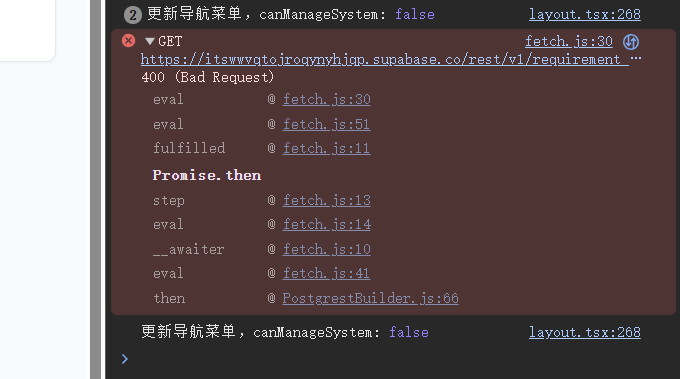 2 更新导航菜单，canManageSystem: false layout.tsx:268
GET fetch.js:30
https://itswwvqtojroqynyhjqp.supabase.co/rest/v1/requirement_…
400 (Bad Request)
eval @ fetch.js:30
eval @ fetch.js:51
fulfilled @ fetch.js:11
Promise.then
step @ fetch.js:13
eval @ fetch.js:14
__awaiter @ fetch.js:10
eval @ fetch.js:41
then @ PostgrestBuilder.js:66
更新导航菜单，canManageSystem: false layout.tsx:268